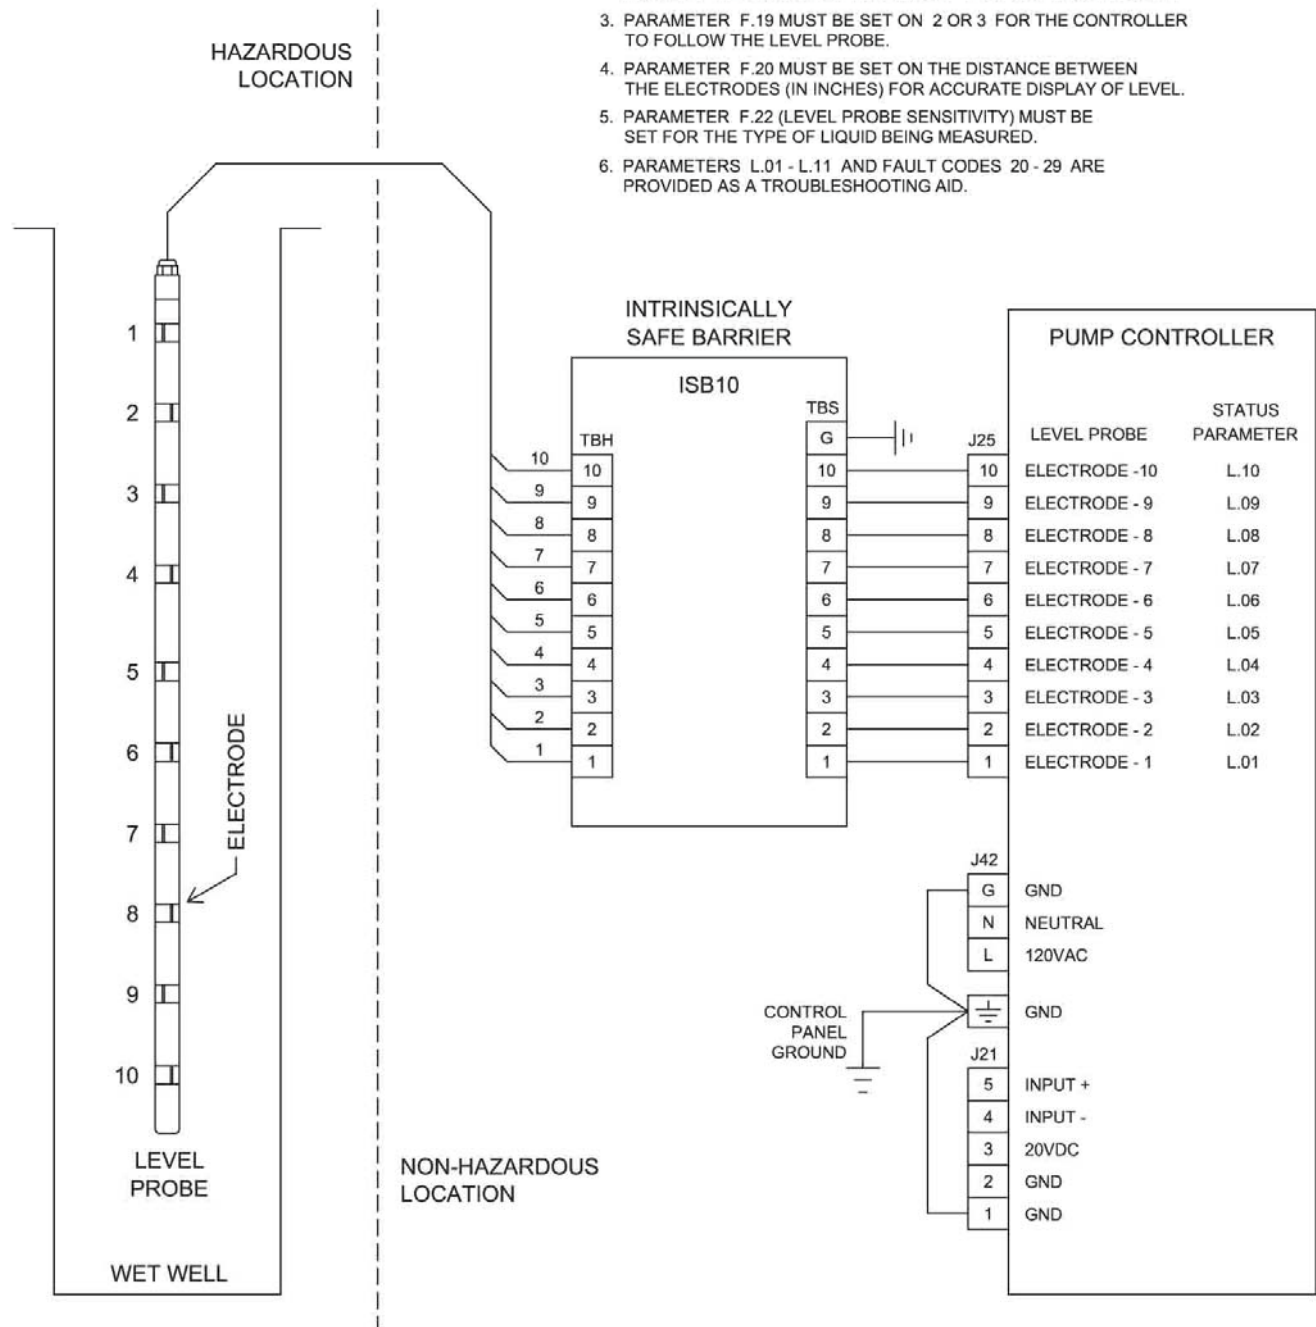 3. PARAMETER F.19 MUST BE SET ON 2 OR 3 FOR THE CONTROLLER
TO FOLLOW THE LEVEL PROBE.
4. PARAMETER F.20 MUST BE SET ON THE DISTANCE BETWEEN
THE ELECTRODES (IN INCHES) FOR ACCURATE DISPLAY OF LEVEL.
5. PARAMETER F.22 (LEVEL PROBE SENSITIVITY) MUST BE
SET FOR THE TYPE OF LIQUID BEING MEASURED.
6. PARAMETERS L.01 - L.11 AND FAULT CODES 20 - 29 ARE
PROVIDED AS A TROUBLESHOOTING AID.
HAZARDOUS
LOCATION
1
2
3
4
5
6
7
8
9
10
ELECTRODE
LEVEL
PROBE
WET WELL
NON-HAZARDOUS
LOCATION
INTRINSICALLY
SAFE BARRIER
ISB10
TBH
10 10
9 9
8 8
7 7
6 6
5 5
4 4
3 3
2 2
1 1
TBS
G
10
9
8
7
6
5
4
3
2
1
PUMP CONTROLLER
STATUS
J25 LEVEL PROBE PARAMETER
10 ELECTRODE -10 L.10
9 ELECTRODE - 9 L.09
8 ELECTRODE - 8 L.08
7 ELECTRODE - 7 L.07
6 ELECTRODE - 6 L.06
5 ELECTRODE - 5 L.05
4 ELECTRODE - 4 L.04
3 ELECTRODE - 3 L.03
2 ELECTRODE - 2 L.02
1 ELECTRODE - 1 L.01
J42
G GND
N NEUTRAL
L 120VAC
GND
CONTROL
PANEL
GROUND
J21
5 INPUT +
4 INPUT -
3 20VDC
2 GND
1 GND